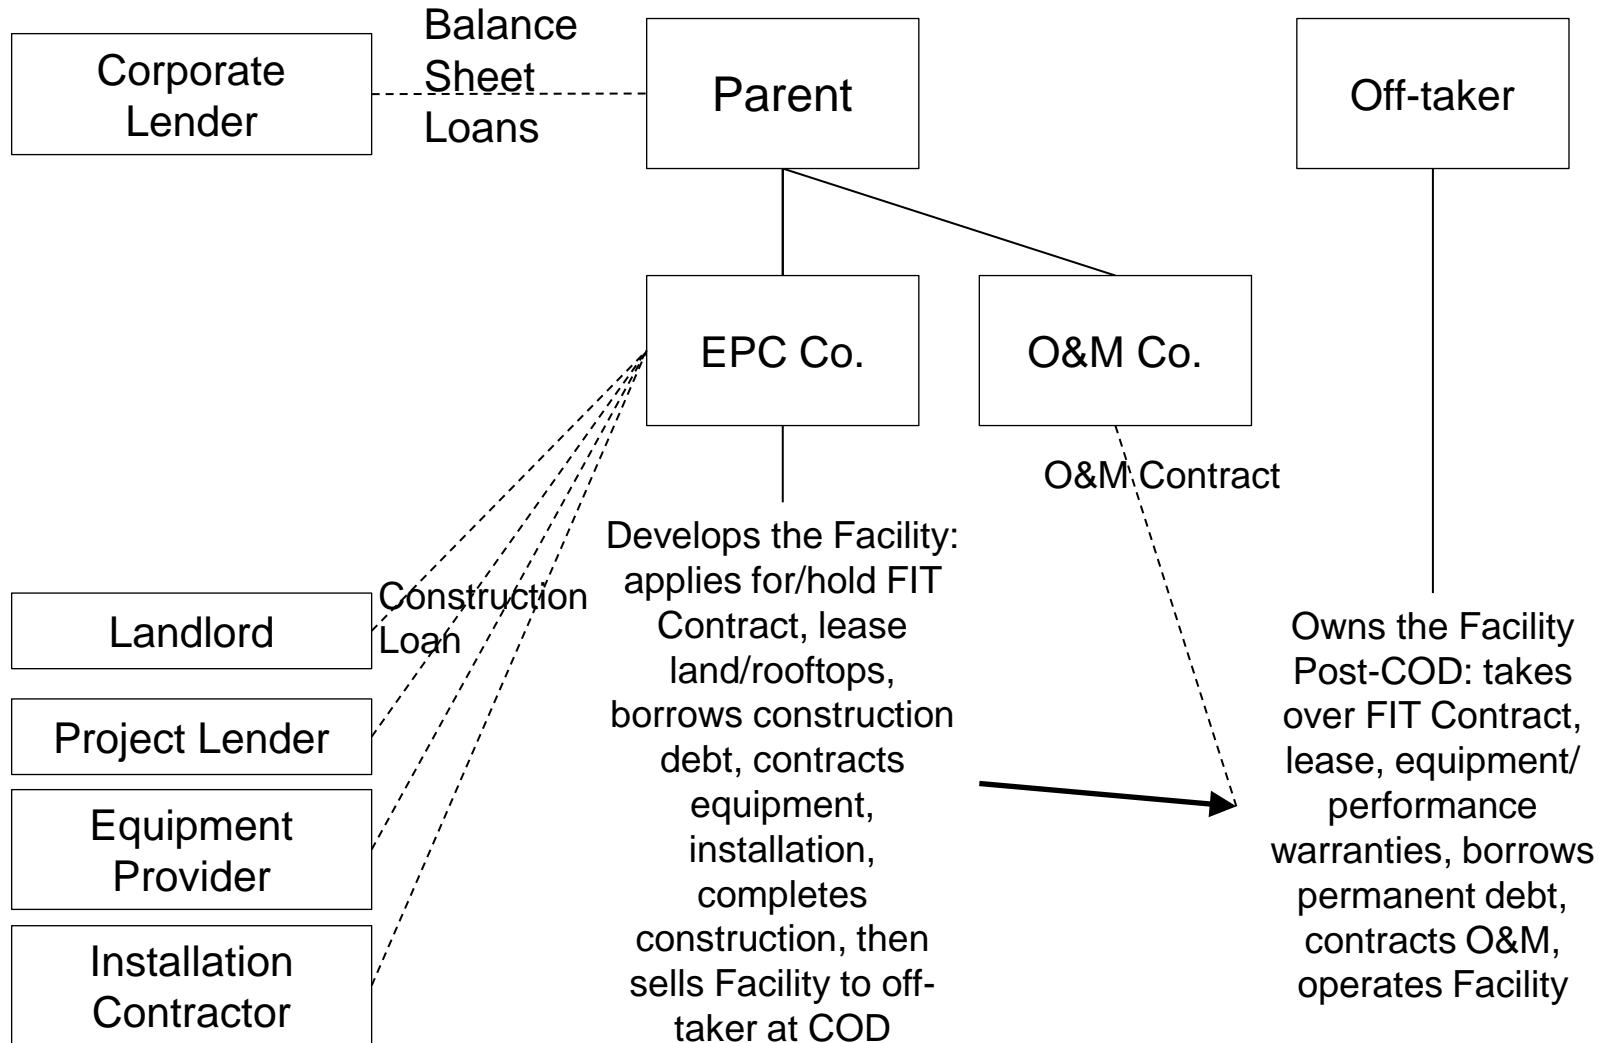 Corporate
Lender
Balance
Sheet
Loans
Parent
Off-taker
EPC Co.
O&M Co.
O&M Contract
Construction
Loan
Landlord
Project Lender
Equipment
Provider
Installation
Contractor
Develops the Facility:
applies for/hold FIT
Contract, lease
land/rooftops,
borrows construction
debt, contracts
equipment,
installation,
completes
construction, then
sells Facility to off-
taker at COD
Owns the Facility
Post-COD: takes
over FIT Contract,
lease, equipment/
performance
warranties, borrows
permanent debt,
contracts O&M,
operates Facility